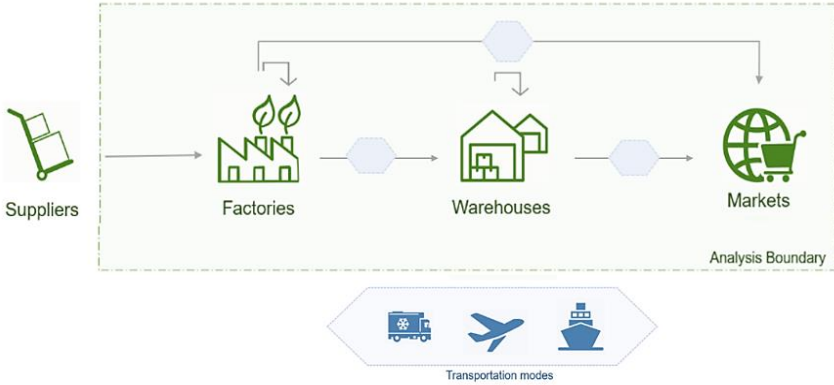 Suppliers
Factories
Warehouses
Markets
Analysis Boundary
Transportation modes